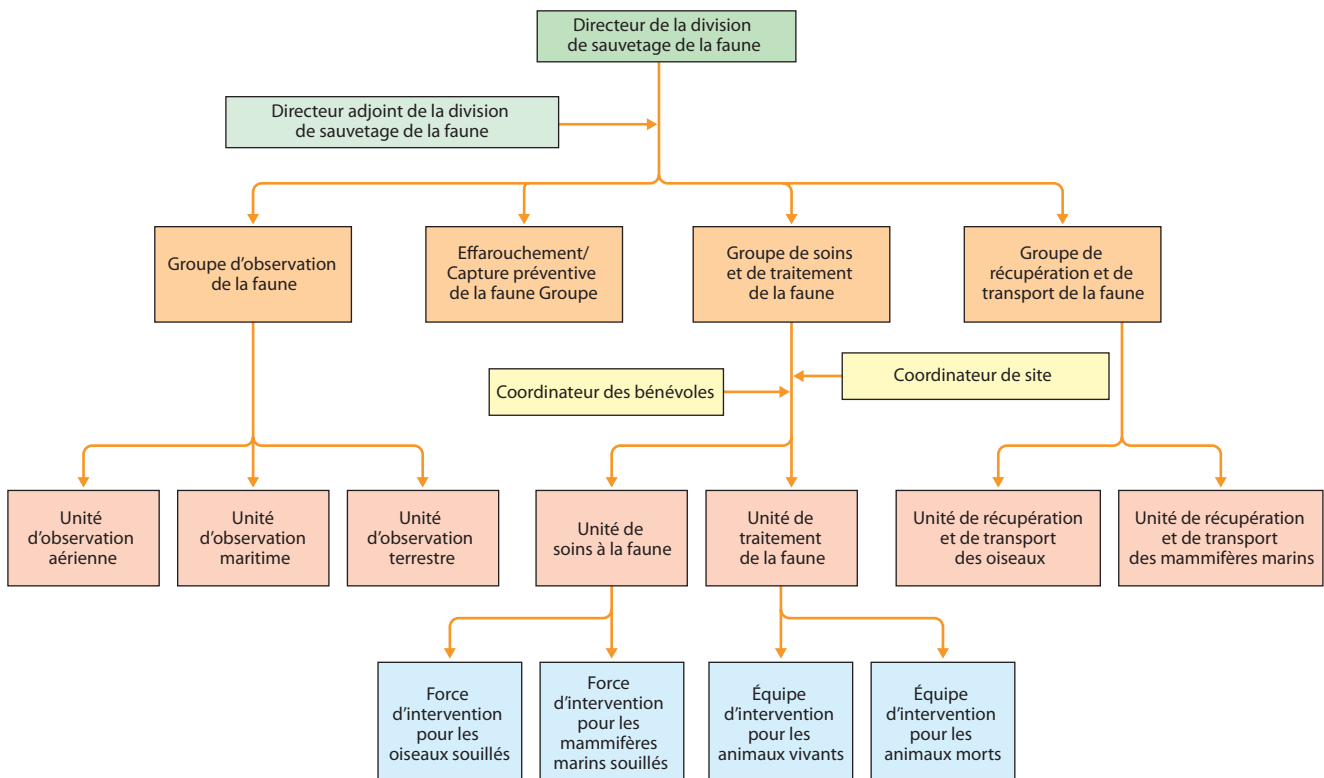 Directeur de la division
de sauvetage de la faune
Directeur adjoint de la division
de sauvetage de la faune
Groupe d'observation
de la faune
Effarouchement/
Capture préventive
de la faune Groupe
Groupe de soins
et de traitement
de la faune
Groupe de
récupération et de
transport de la faune
Coordinateur des bénévoles
Coordinateur de site
Unité
d'observation
aérienne
Unité
d'observation
maritime
Unité
d'observation
terrestre
Unité de
soins à la faune
Unité de
traitement
de la faune
Unité de récupération
et de transport
des oiseaux
Unité de récupération
et de transport
des mammifères marins
Force
d'intervention
pour les
oiseaux souillés
Force
d'intervention
pour les
mammifères
marins souillés
Équipe
d'intervention
pour les
animaux vivants
Équipe
d'intervention
pour les
animaux morts